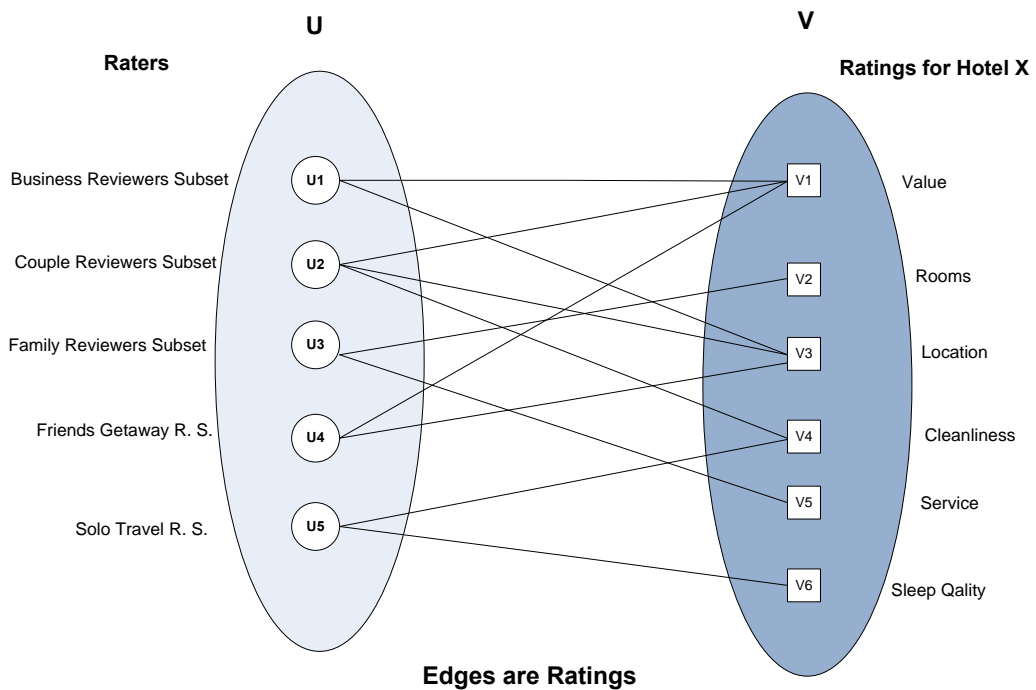 U
V
Raters
Ratings for Hotel X
Business Reviewers Subset
U1
V1
Value
Couple Reviewers Subset
U2
V2
Rooms
Family Reviewers Subset
U3
V3
Location
Friends Getaway R. S.
U4
V4
Cleanliness
Solo Travel R. S.
U5
V5
Service
V6
Sleep Qality
Edges are Ratings